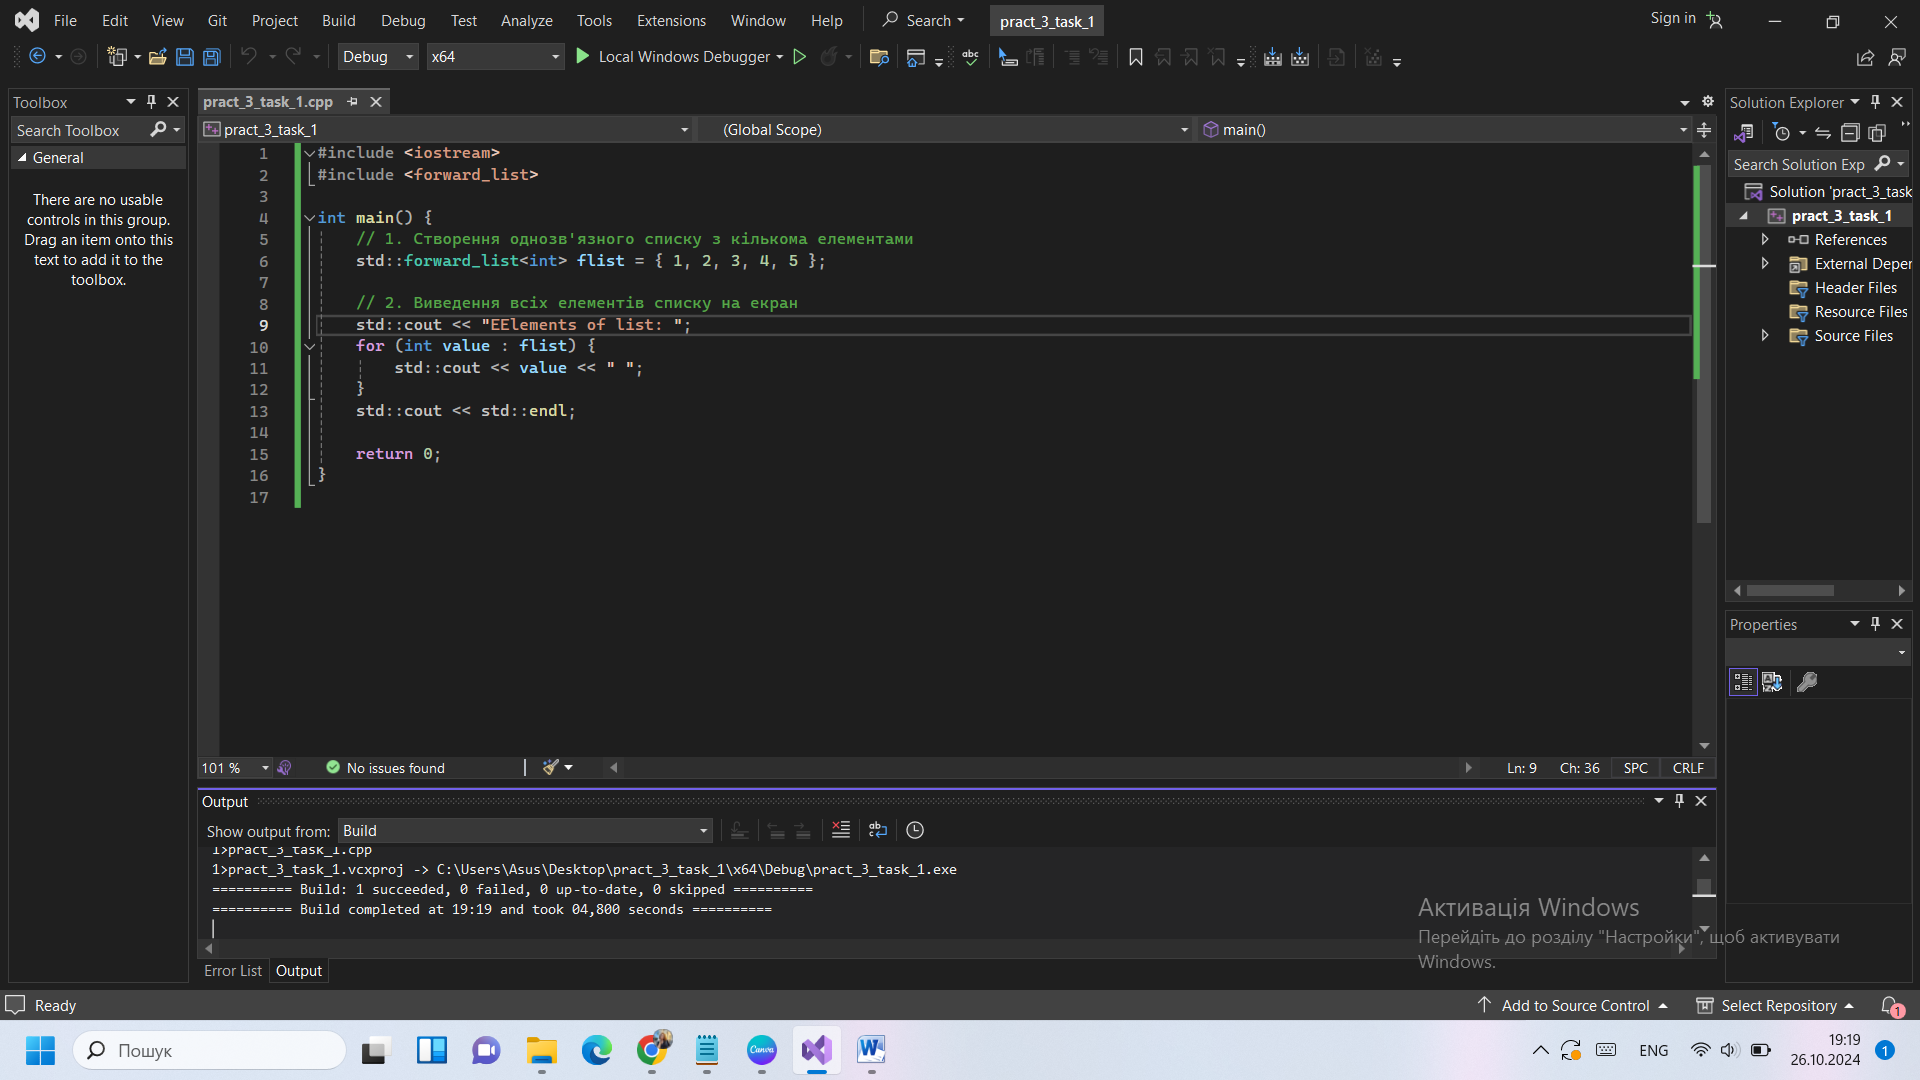 File Edit View Git Project Build Debug Test Analyze Tools Extensions Window Help Search pract_3_task_1 Sign in
Debug x64 Local Windows Debugger
Toolbox
Search Toolbox
General
There are no usable
controls in this group.
Drag an item onto this
text to add it to the
toolbox.
pract_3_task_1.cpp
pract_3_task_1 (Global Scope) main()
1 #include <iostream>
2 #include <forward_list>
3
4 int main() {
5 // 1. Створення однозв'язного списку з кількома елементами
6 std::forward_list<int> flist = { 1, 2, 3, 4, 5 };
7
8 // 2. Виведення всіх елементів списку на екран
9 std::cout << "EElements of list: ";
10 for (int value : flist) {
11 std::cout << value << " ";
12 }
13 std::cout << std::endl;
14
15 return 0;
16 }
17
101 % No issues found Ln: 9 Ch: 36 SPC CRLF
Output
Show output from: Build
1>pract_3_task_1.cpp
1>pract_3_task_1.vcxproj -> C:\Users\Asus\Desktop\pract_3_task_1\x64\Debug\pract_3_task_1.exe
========== Build: 1 succeeded, 0 failed, 0 up-to-date, 0 skipped ==========
========== Build completed at 19:19 and took 04,800 seconds ==========
Error List Output
Solution Explorer
Search Solution Exp
Solution 'pract_3_task
pract_3_task_1
References
External Deper
Header Files
Resource Files
Source Files
Properties
Активація Windows
Перейдіть до розділу "Настройки", щоб активувати
Windows.
Ready Add to Source Control Select Repository 1
Пошук Canva W ENG 19:19 1
26.10.2024